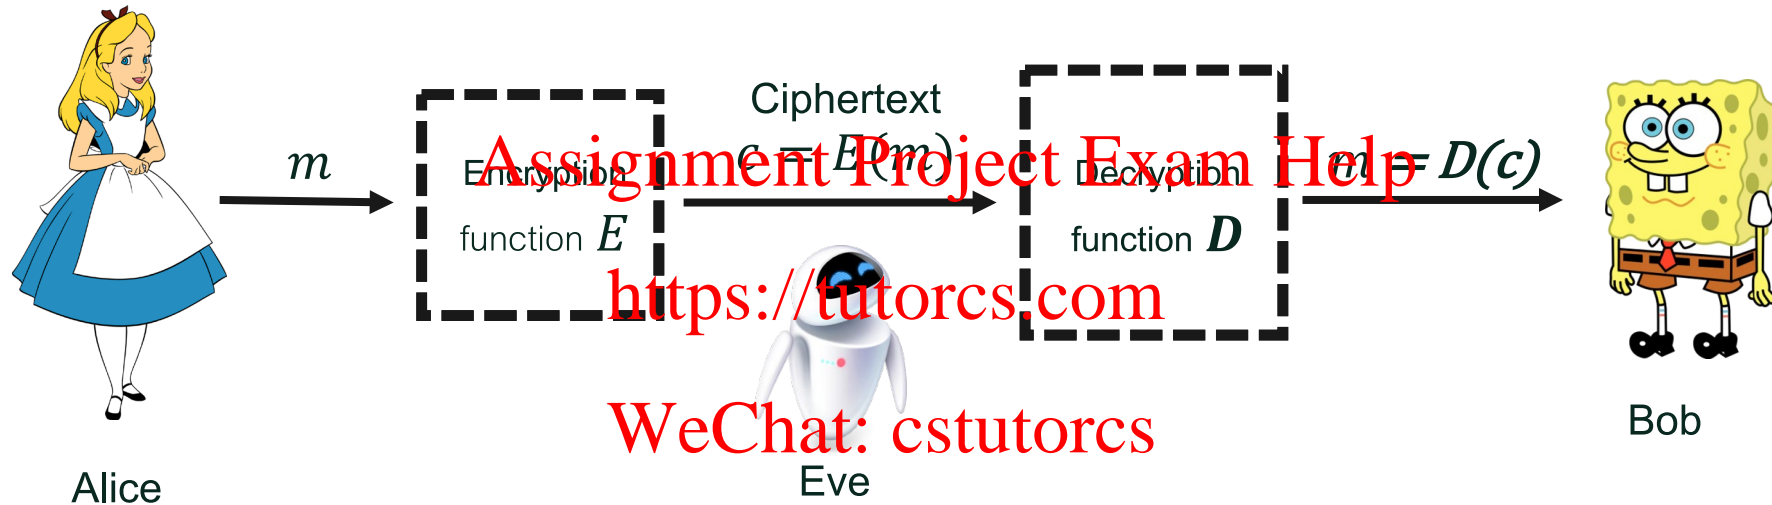 Ciphertext
c = E(m)
m
Encryption
function E
Decryption
function D
m = D(c)
Assignment Project Exam Help
https://tutorcs.com
WeChat: cstutorcs
Alice
Eve
Bob